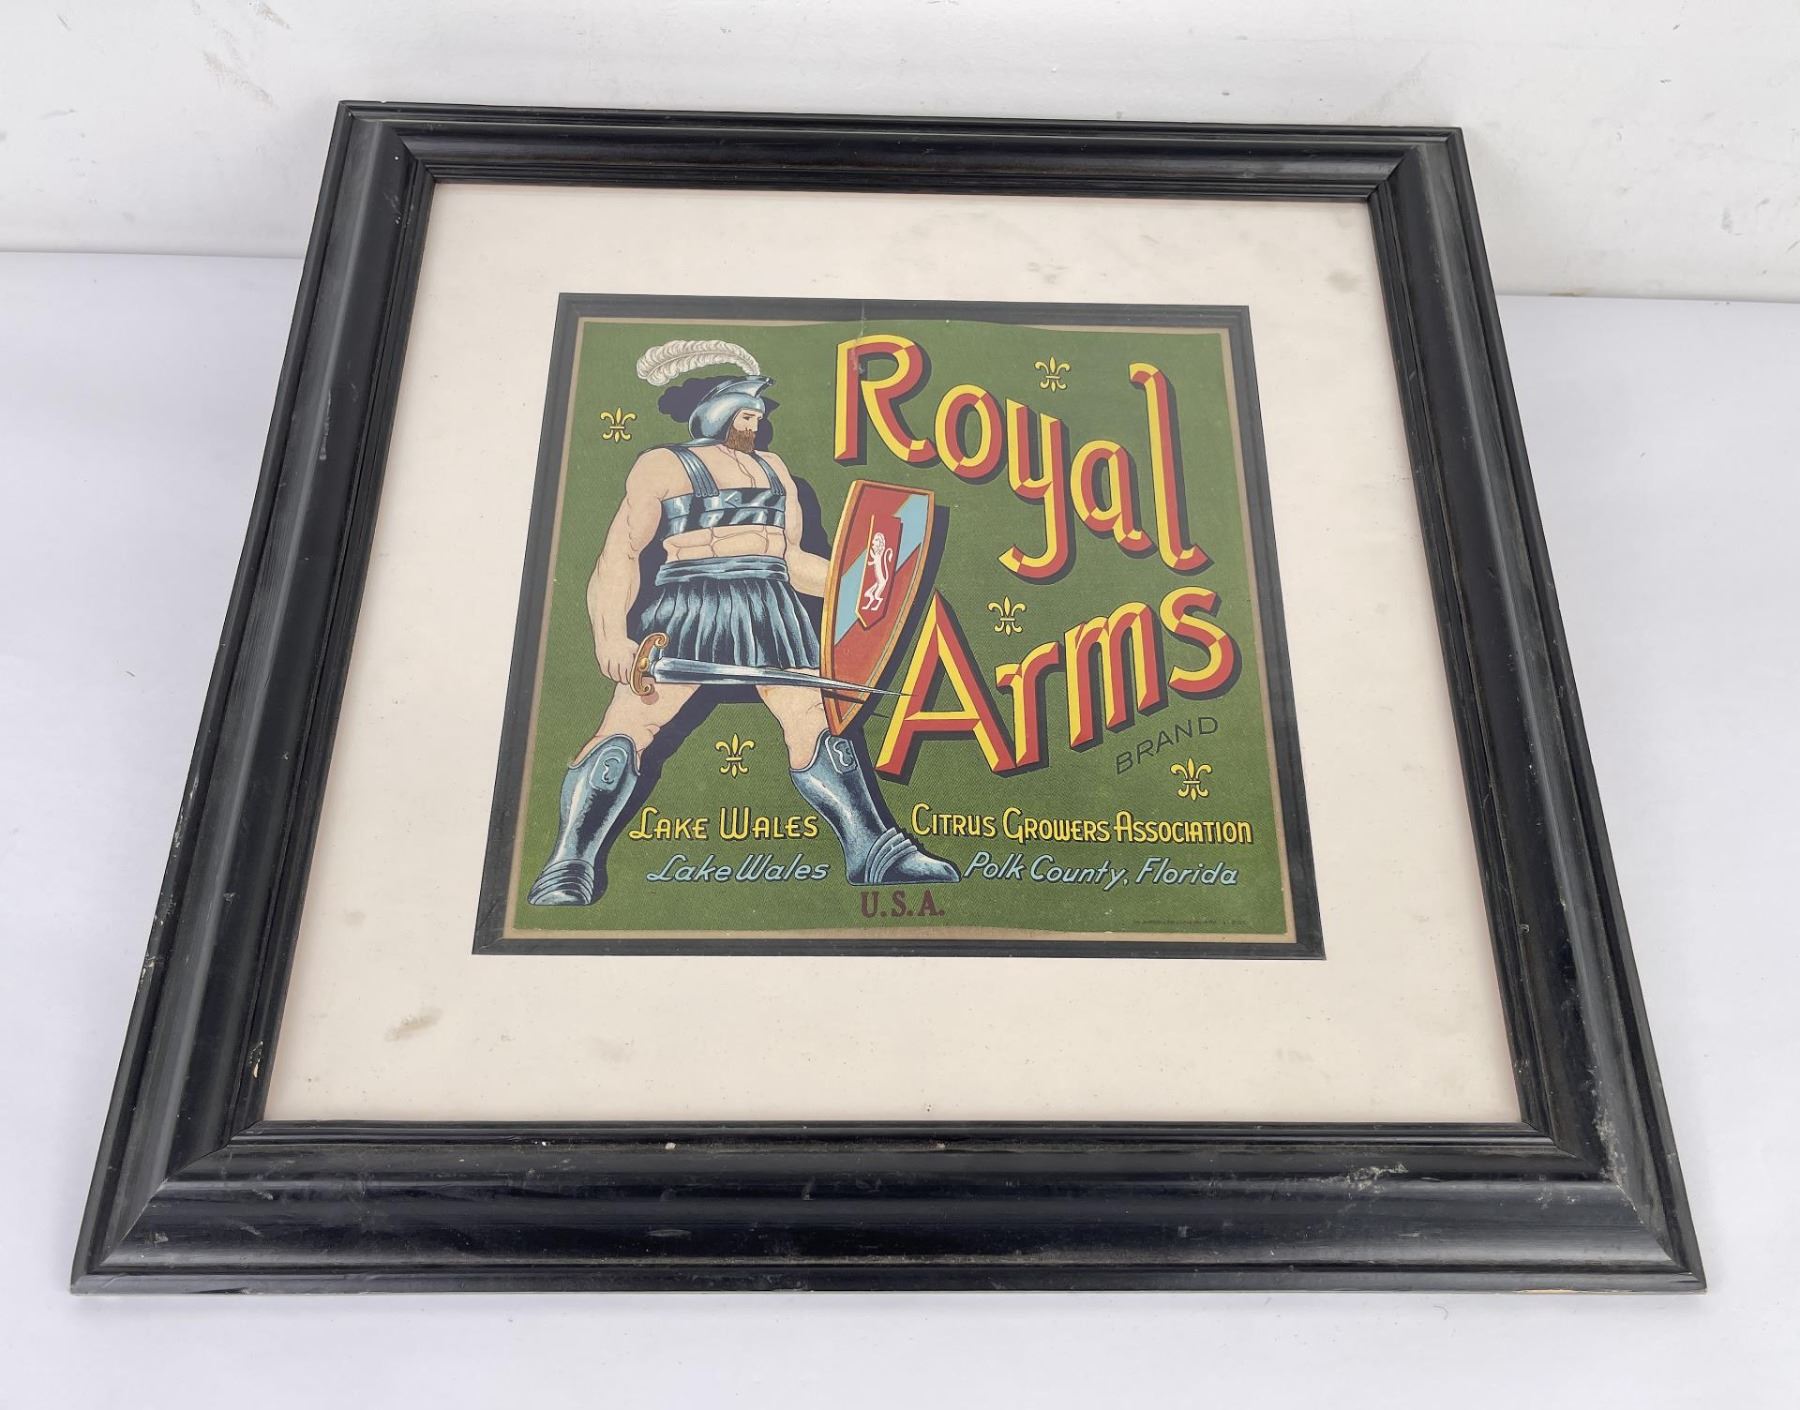 Royal
Arms
BRAND
LAKE WALES CITRUS GROWERS ASSOCIATION
Lake Wales Polk County, Florida
U.S.A.